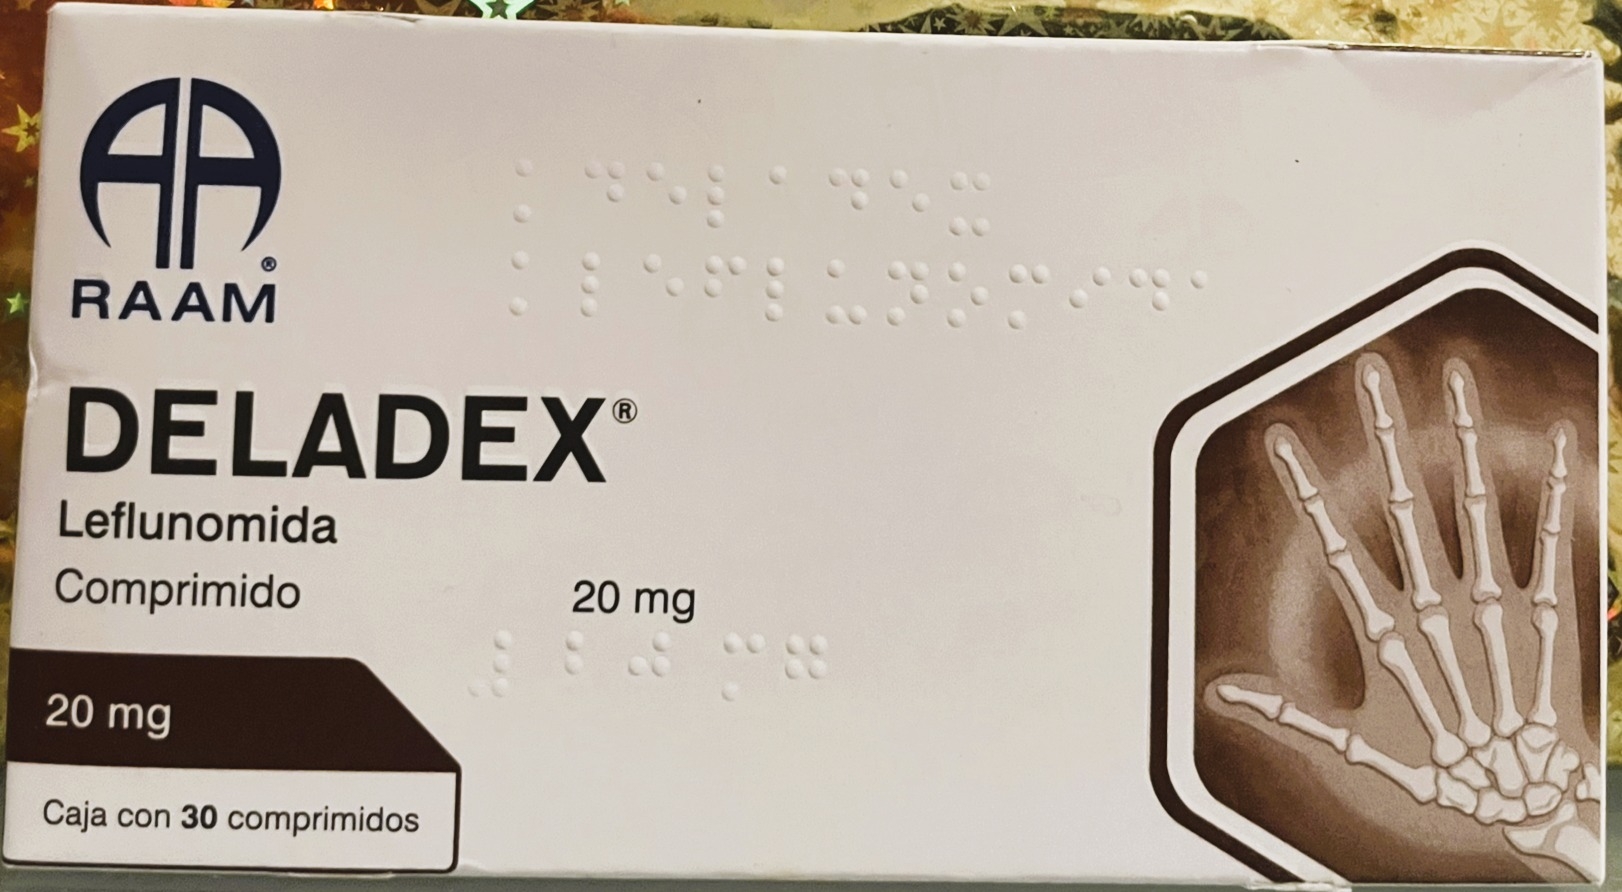 RAAM®
⠅⠙⠑⠇⠁⠙⠑⠭
⠅⠇⠑⠋⠇⠥⠝⠕⠍⠊⠙⠁
DELADEX®
Leflunomida
Comprimido 20 mg
⠼⠃⠚⠍⠛
20 mg
Caja con 30 comprimidos